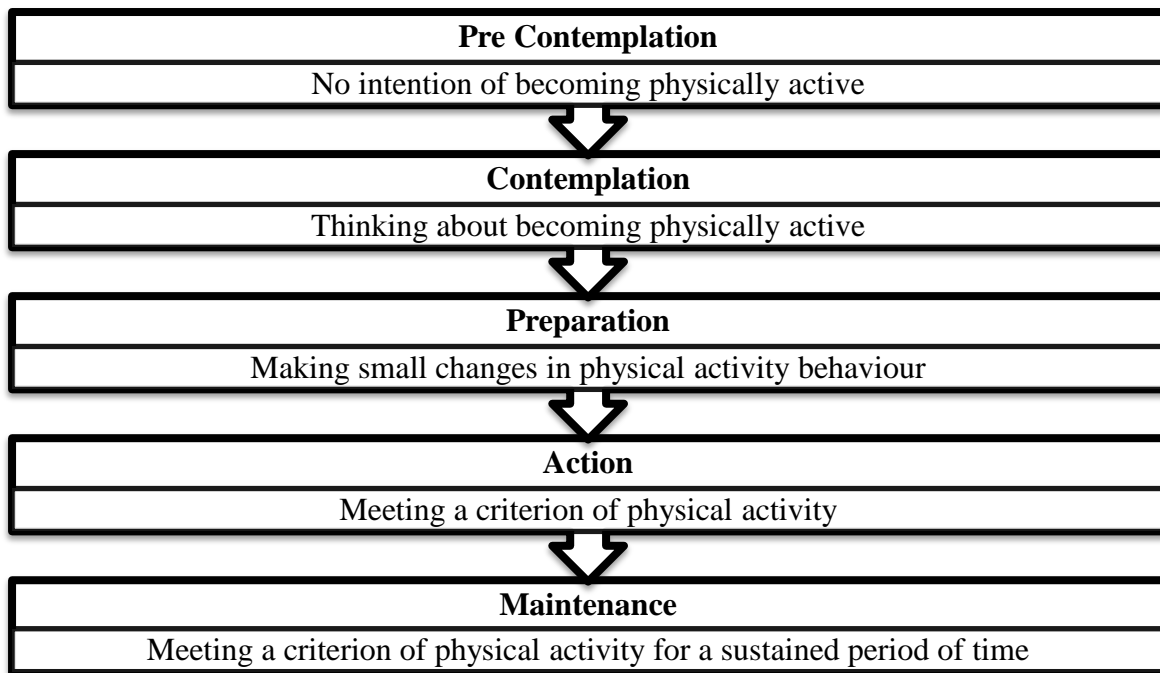 Pre Contemplation
No intention of becoming physically active
Contemplation
Thinking about becoming physically active
Preparation
Making small changes in physical activity behaviour
Action
Meeting a criterion of physical activity
Maintenance
Meeting a criterion of physical activity for a sustained period of time